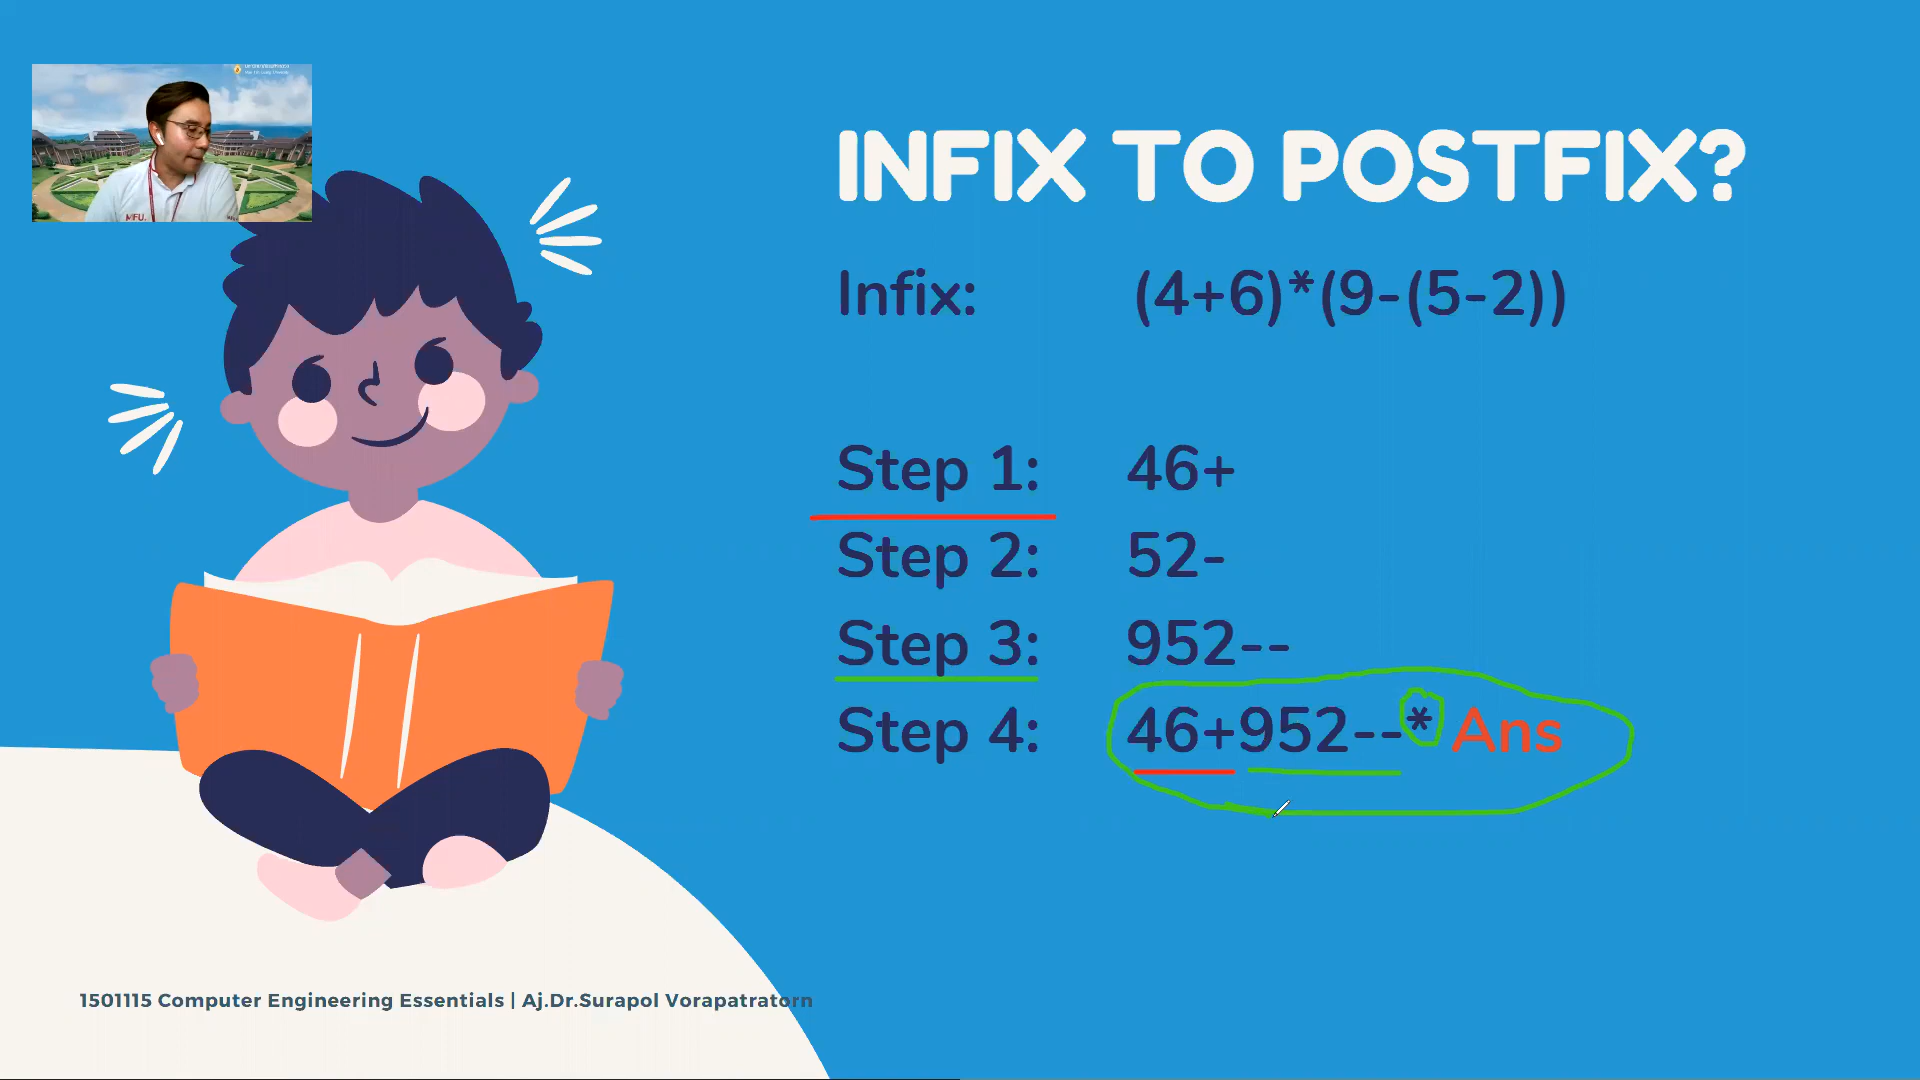 INFIX TO POSTFIX?
Infix: (4+6)*(9-(5-2))
Step 1: 46+
Step 2: 52-
Step 3: 952--
Step 4: 46+952--* Ans
MFU.
1501115 Computer Engineering Essentials | Aj.Dr.Surapol Vorapatratorn